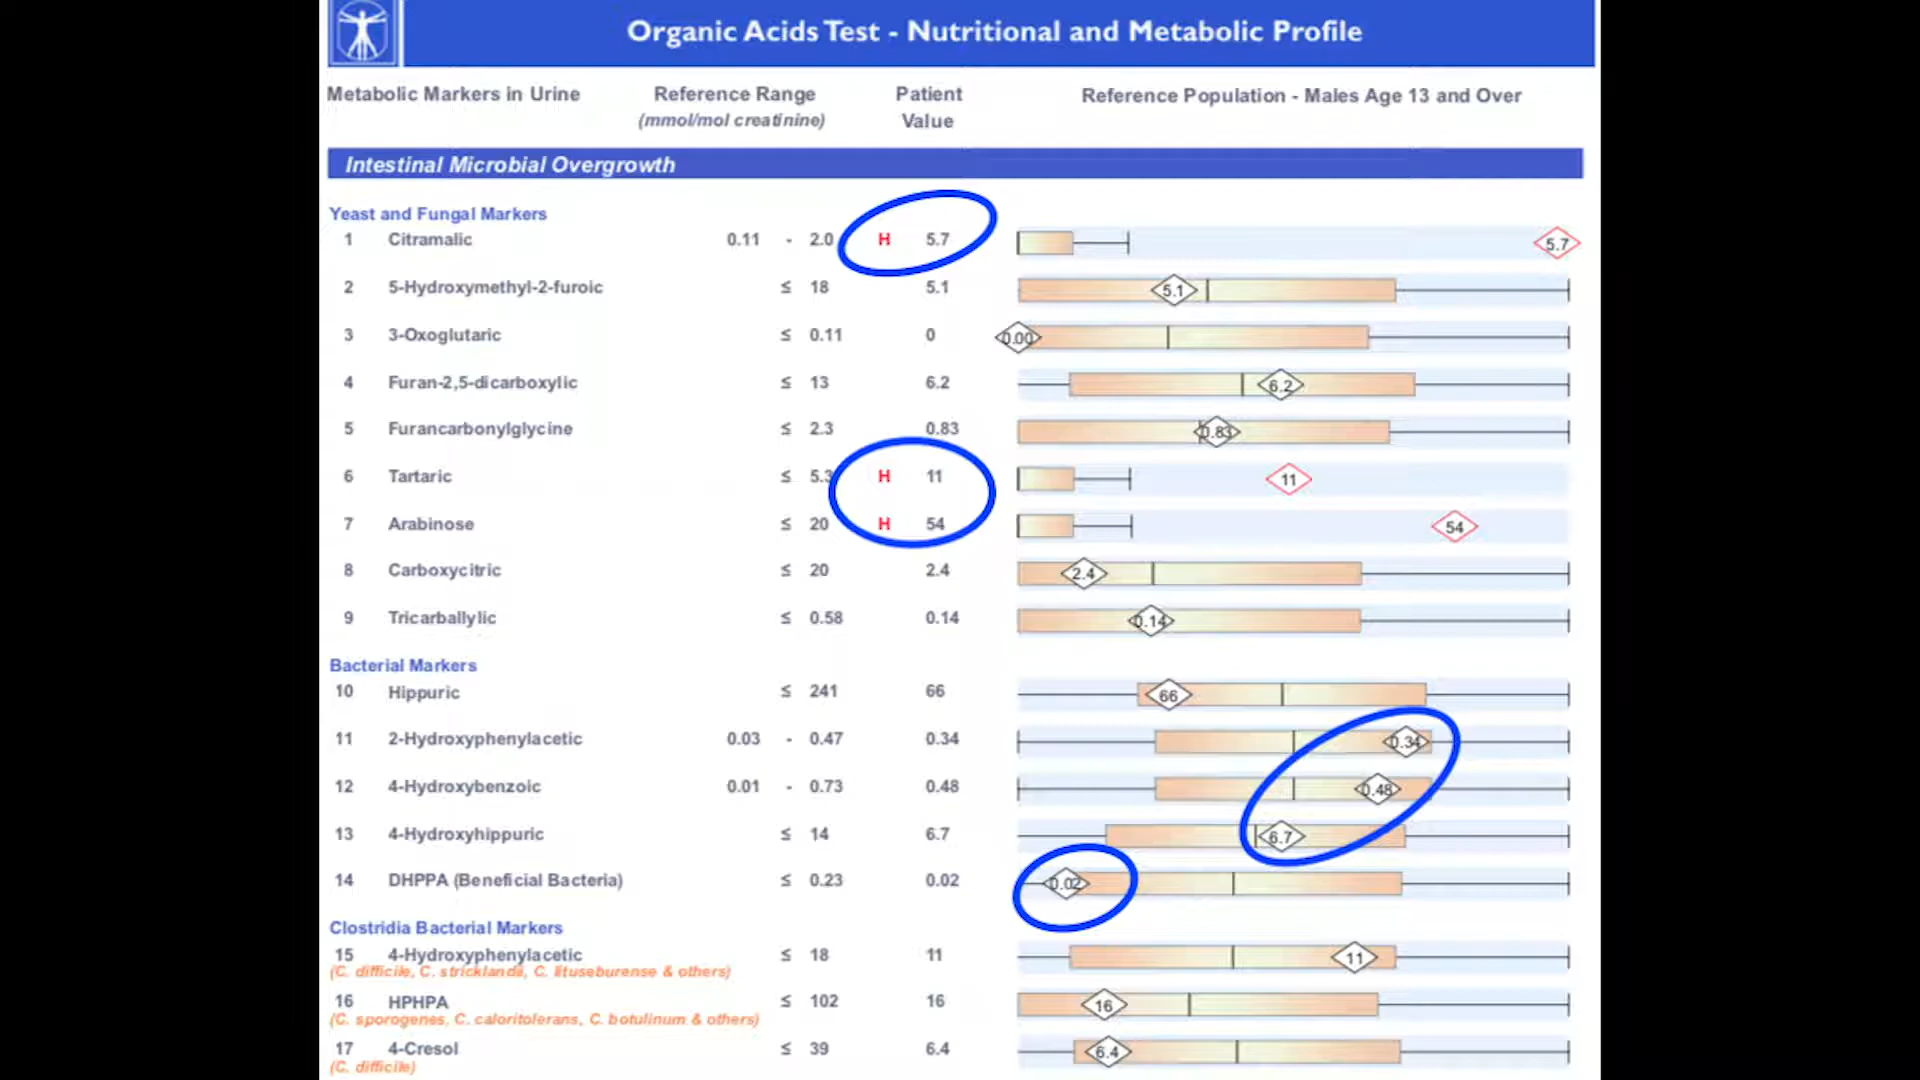 Organic Acids Test - Nutritional and Metabolic Profile
Metabolic Markers in Urine Reference Range Patient Reference Population - Males Age 13 and Over
(mmol/mol creatinine) Value
Intestinal Microbial Overgrowth
Yeast and Fungal Markers
1 Citramalic 0.11 - 2.0 H 5.7 5.7
2 5-Hydroxymethyl-2-furoic ≤ 18 5.1 5.1
3 3-Oxoglutaric ≤ 0.11 0 0.00
4 Furan-2,5-dicarboxylic ≤ 13 6.2 6.2
5 Furancarbonylglycine ≤ 2.3 0.83 0.83
6 Tartaric ≤ 5.3 H 11 11
7 Arabinose ≤ 20 H 54 54
8 Carboxycitric ≤ 20 2.4 2.4
9 Tricarballylic ≤ 0.58 0.14 0.14
Bacterial Markers
10 Hippuric ≤ 241 66 66
11 2-Hydroxyphenylacetic 0.03 - 0.47 0.34 0.34
12 4-Hydroxybenzoic 0.01 - 0.73 0.48 0.48
13 4-Hydroxyhippuric ≤ 14 6.7 6.7
14 DHPPA (Beneficial Bacteria) ≤ 0.23 0.02 0.02
Clostridia Bacterial Markers
15 4-Hydroxyphenylacetic ≤ 18 11 11
(C. difficile, C. stricklandii, C. lituseburense & others)
16 HPHPA ≤ 102 16 16
(C. sporogenes, C. caloritolerans, C. botulinum & others)
17 4-Cresol ≤ 39 6.4 6.4
(C. difficile)